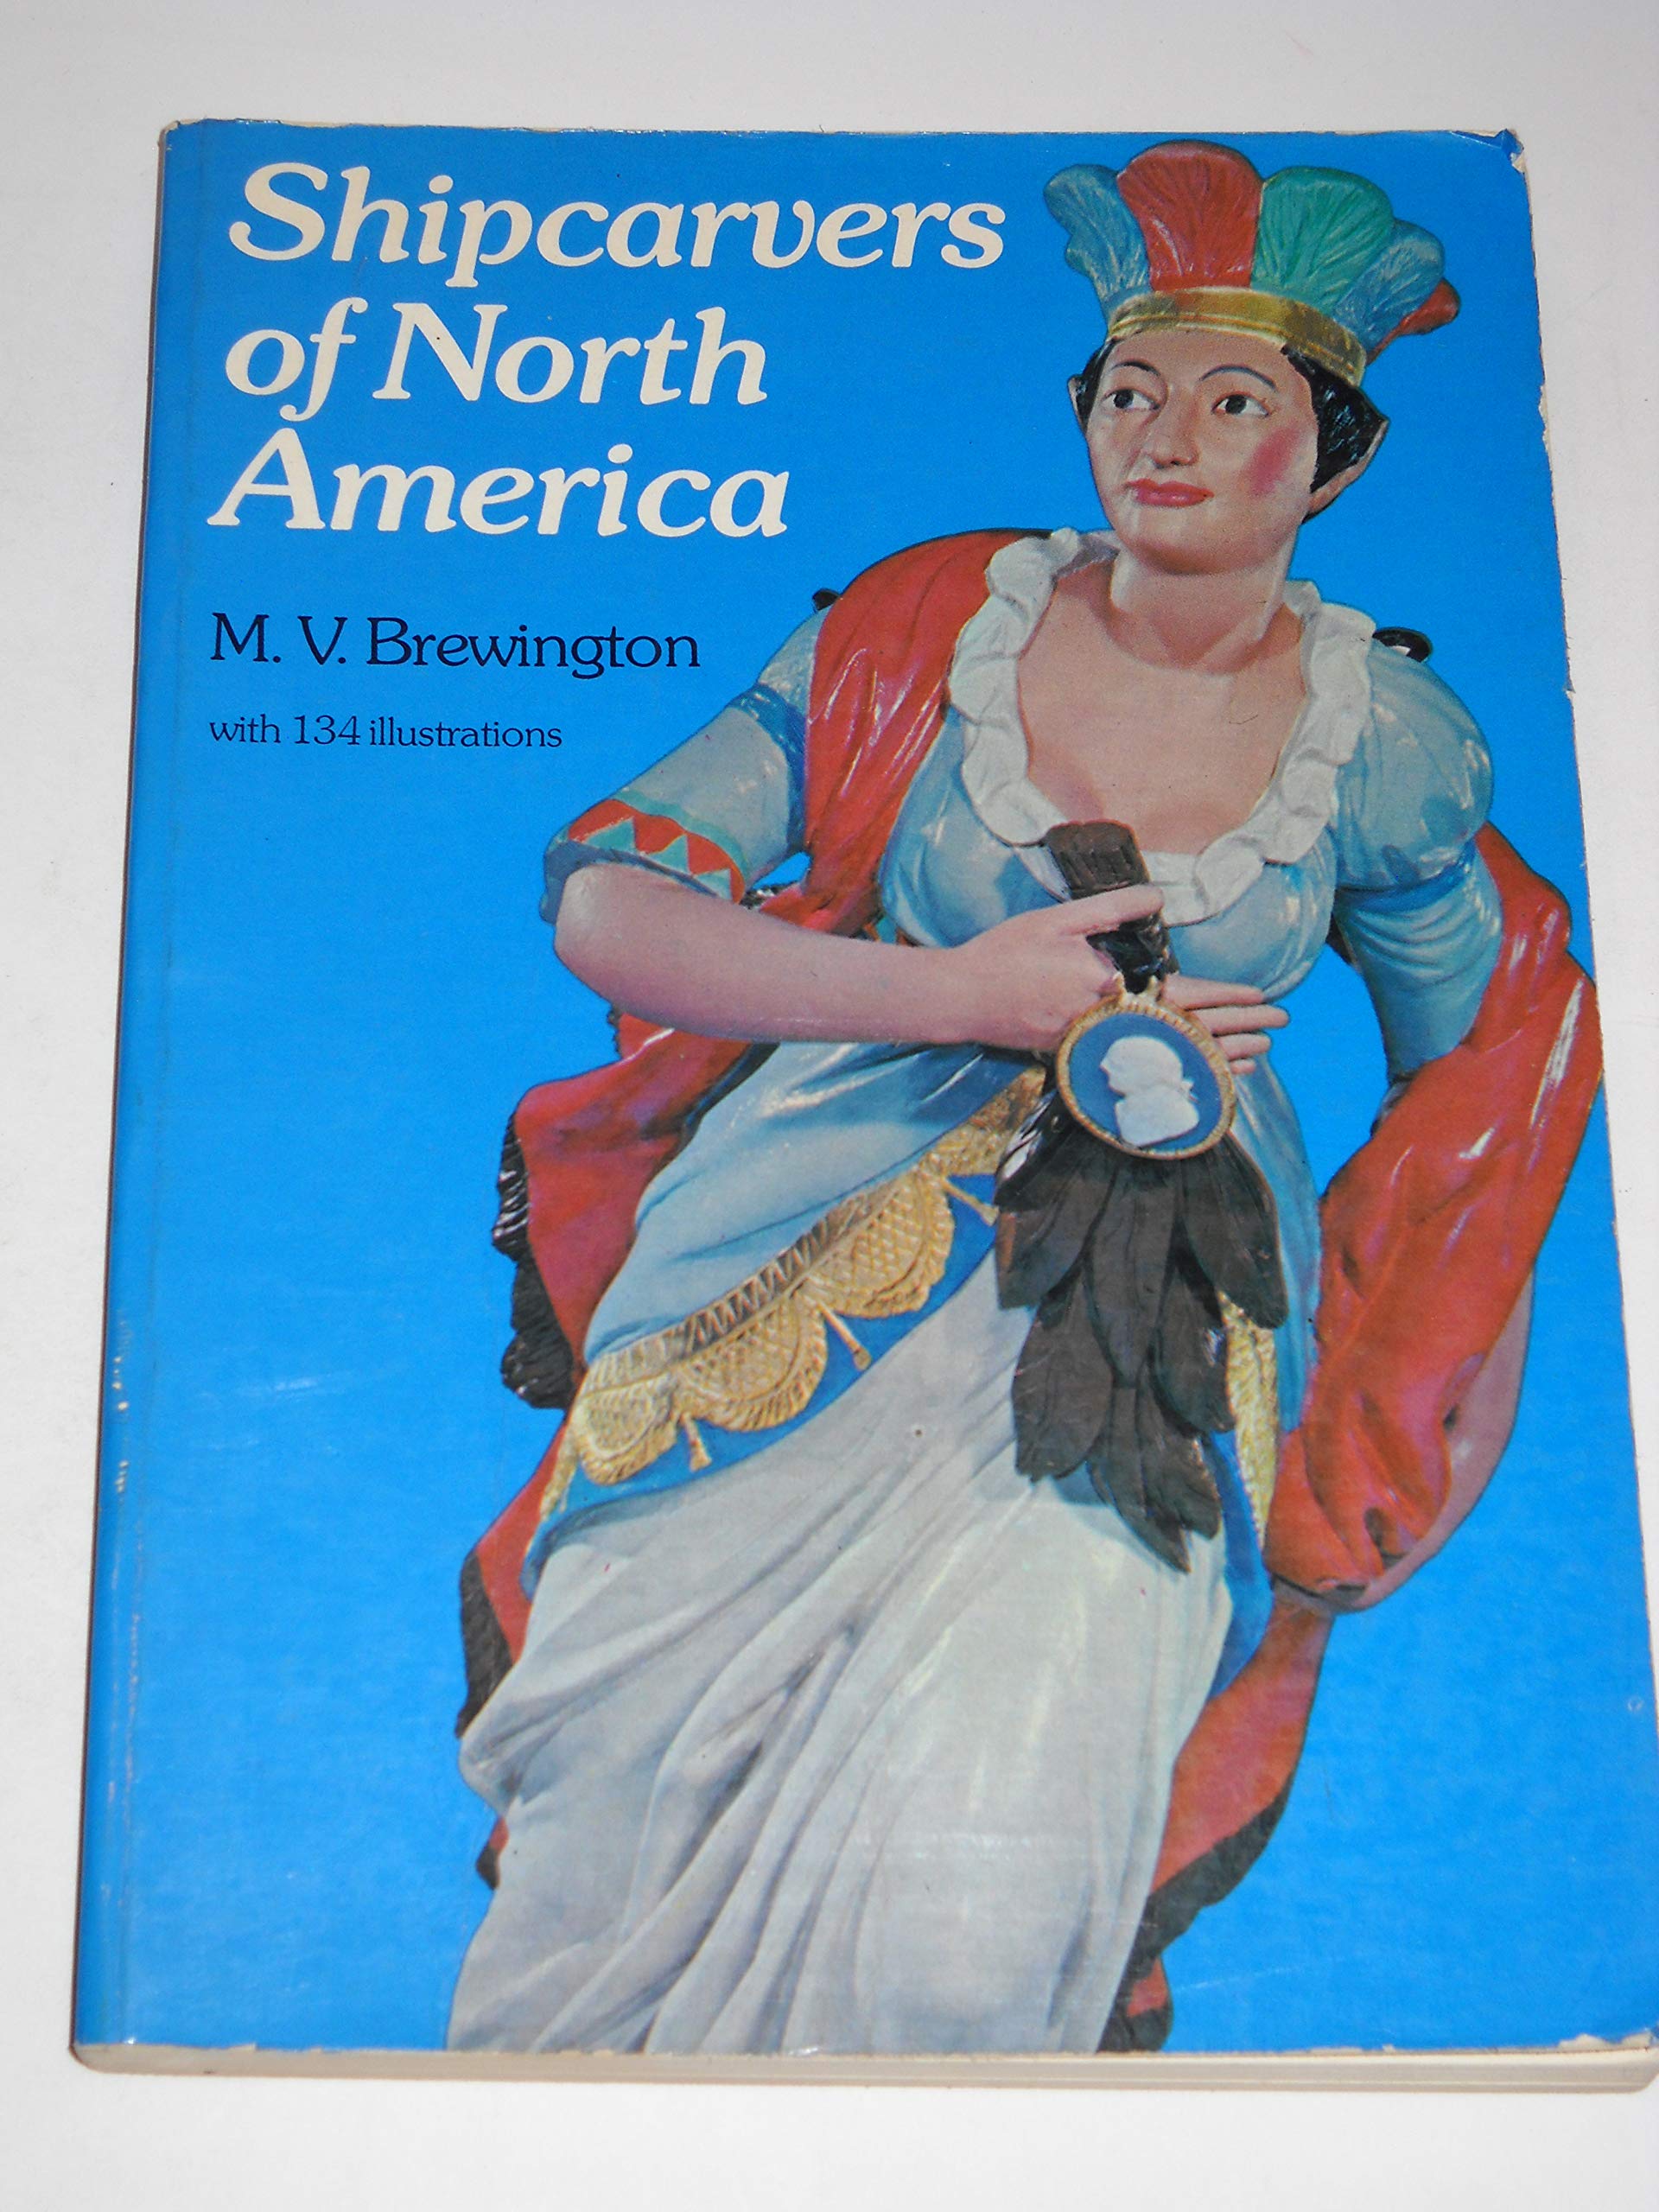 Shipcarvers
of North
America
M. V. Brewington
with 134 illustrations